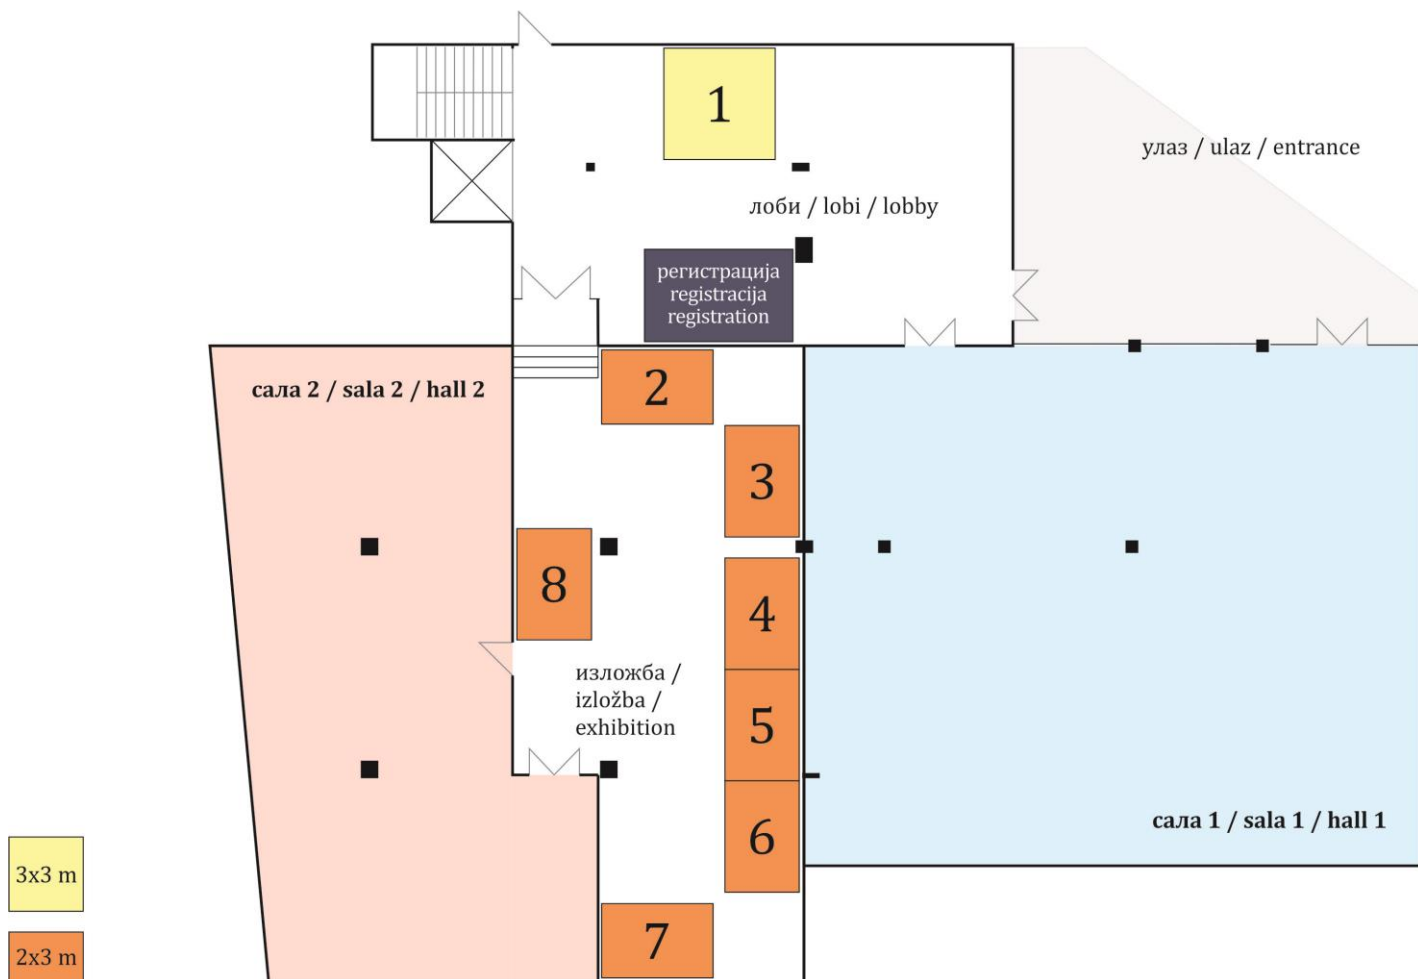 1
улаз / ulaz / entrance
лоби / lobi / lobby
регистрација
registracija
registration
сала 2 / sala 2 / hall 2
2
3
8
4
изложба /
izložba /
exhibition
5
6
сала 1 / sala 1 / hall 1
3x3 m
7
2x3 m